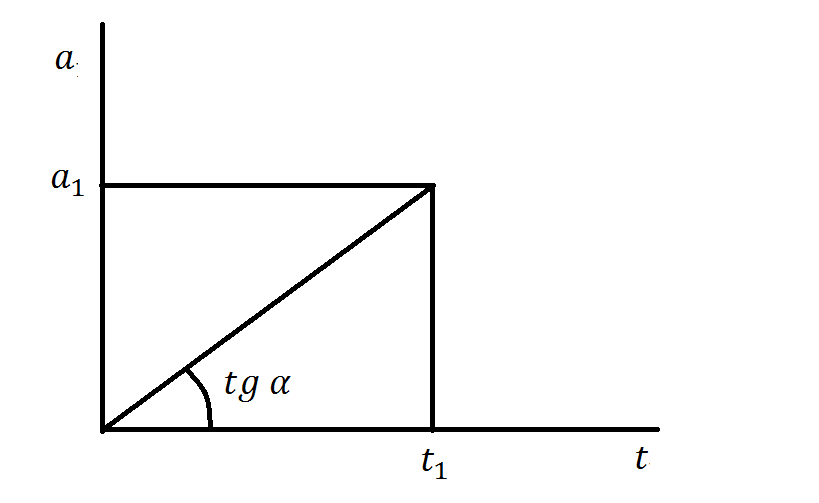 a
a₁
tg α
t₁
t